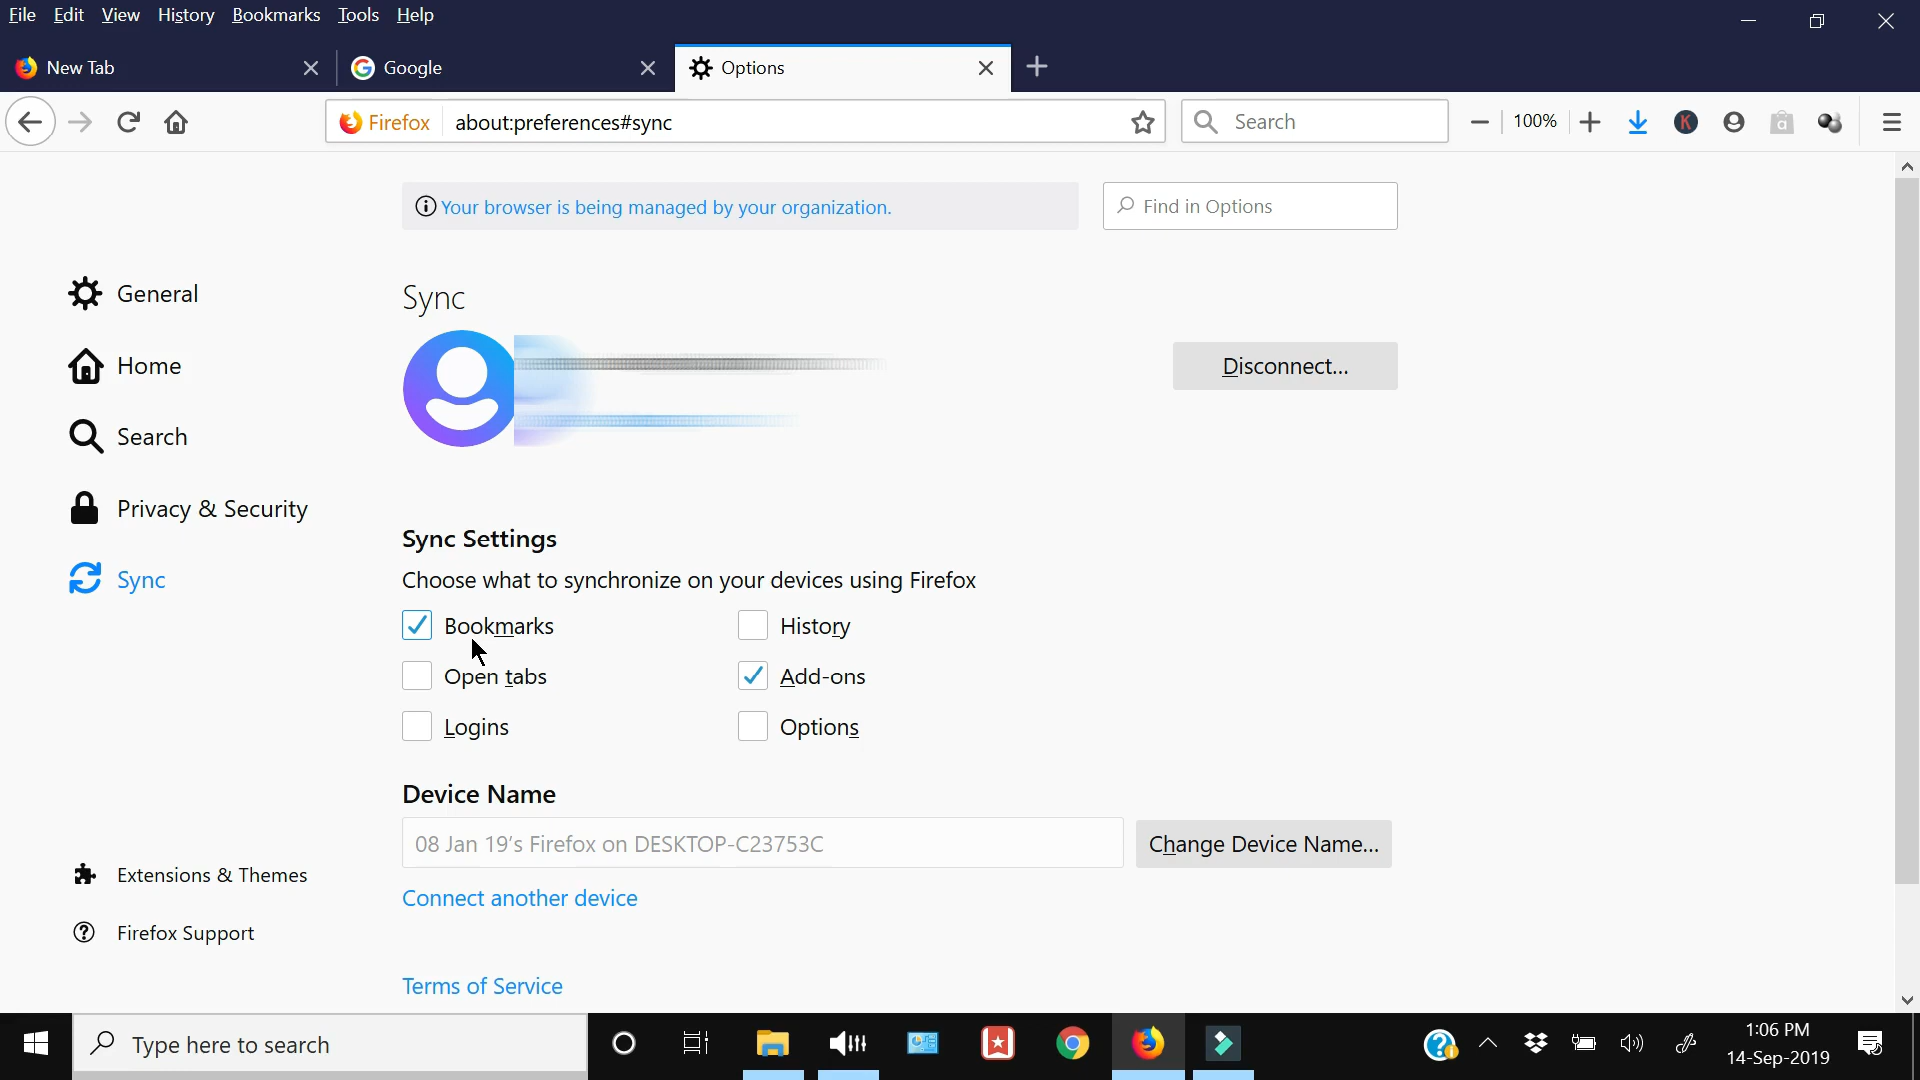 File Edit View History Bookmarks Tools Help
New Tab Google Options
Firefox about:preferences#sync Search 100% K
Your browser is being managed by your organization. Find in Options
General
Home
Search
Privacy & Security
Sync
Extensions & Themes
Firefox Support
Sync
Disconnect...
Sync Settings
Choose what to synchronize on your devices using Firefox
Bookmarks History
Open tabs Add-ons
Logins Options
Device Name
08 Jan 19's Firefox on DESKTOP-C23753C Change Device Name...
Connect another device
Terms of Service
Type here to search
1:06 PM
14-Sep-2019